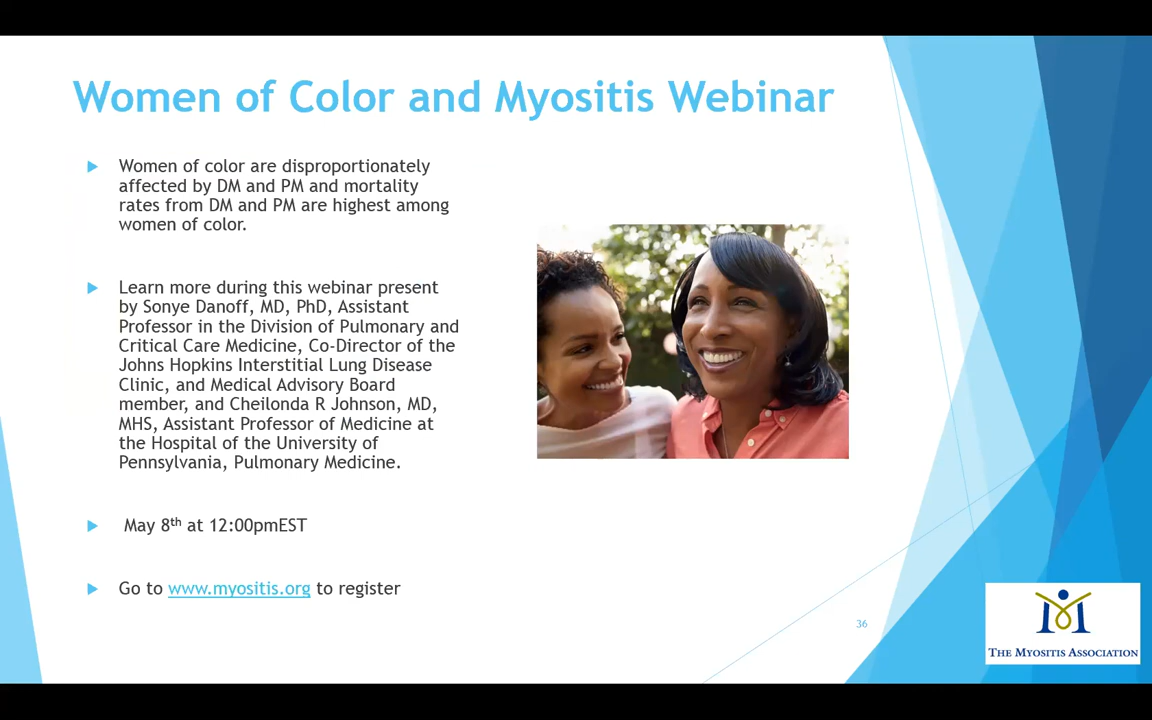 Women of Color and Myositis Webinar
Women of color are disproportionately
affected by DM and PM and mortality
rates from DM and PM are highest among
women of color.
Learn more during this webinar present
by Sonye Danoff, MD, PhD, Assistant
Professor in the Division of Pulmonary and
Critical Care Medicine, Co-Director of the
Johns Hopkins Interstitial Lung Disease
Clinic, and Medical Advisory Board
member, and Cheilonda R Johnson, MD,
MHS, Assistant Professor of Medicine at
the Hospital of the University of
Pennsylvania, Pulmonary Medicine.
May 8th at 12:00pmEST
Go to www.myositis.org to register
36
THE MYOSITIS ASSOCIATION